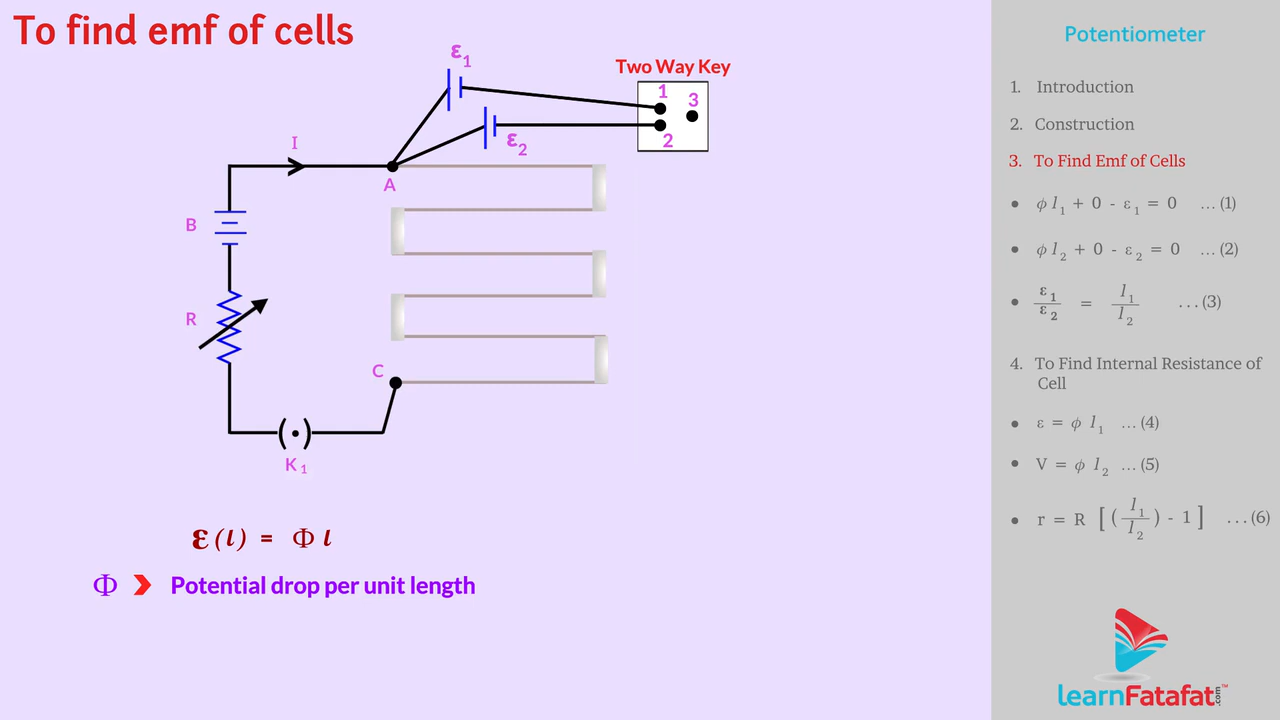 To find emf of cells
ε1
Two Way Key
1
3
2
ε2
I
A
B
R
C
K1
ε(l) = Φ l
Φ Potential drop per unit length
Potentiometer
1. Introduction
2. Construction
3. To Find Emf of Cells
• ϕ l1 + 0 - ε1 = 0 ...(1)
• ϕ l2 + 0 - ε2 = 0 ...(2)
• ε1/ε2 = l1/l2 ...(3)
4. To Find Internal Resistance of
Cell
• ε = ϕ l1 ...(4)
• V = ϕ l2 ...(5)
• r = R [(l1/l2) - 1] ...(6)
learnFatafat.com™